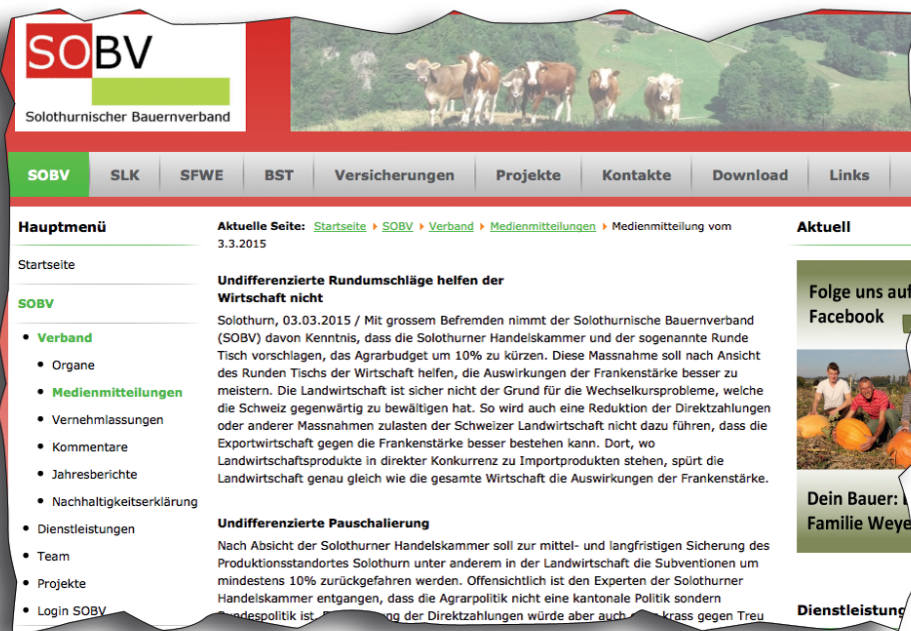 SOBV
Solothurnischer Bauernverband
SOBV SLK SFWE BST Versicherungen Projekte Kontakte Download Links
Hauptmenü
Startseite
SOBV
Verband
Organe
Medienmitteilungen
Vernehmlassungen
Kommentare
Jahresberichte
Nachhaltigkeitserklärung
Dienstleistungen
Team
Projekte
Login SOBV
Aktuelle Seite: Startseite SOBV Verband Medienmitteilungen Medienmitteilung vom
3.3.2015
Undifferenzierte Rundumschläge helfen der
Wirtschaft nicht
Solothurn, 03.03.2015 / Mit grossem Befremden nimmt der Solothurnische Bauernverband
(SOBV) davon Kenntnis, dass die Solothurner Handelskammer und der sogenannte Runde
Tisch vorschlagen, das Agrarbudget um 10% zu kürzen. Diese Massnahme soll nach Ansicht
des Runden Tischs der Wirtschaft helfen, die Auswirkungen der Frankenstärke besser zu
meistern. Die Landwirtschaft ist sicher nicht der Grund für die Wechselkursprobleme, welche
die Schweiz gegenwärtig zu bewältigen hat. So wird auch eine Reduktion der Direktzahlungen
oder anderer Massnahmen zulasten der Schweizer Landwirtschaft nicht dazu führen, dass die
Exportwirtschaft gegen die Frankenstärke besser bestehen kann. Dort, wo
Landwirtschaftsprodukte in direkter Konkurrenz zu Importprodukten stehen, spürt die
Landwirtschaft genau gleich wie die gesamte Wirtschaft die Auswirkungen der Frankenstärke.
Undifferenzierte Pauschalierung
Nach Absicht der Solothurner Handelskammer soll zur mittel- und langfristigen Sicherung des
Produktionsstandortes Solothurn unter anderem in der Landwirtschaft die Subventionen um
mindestens 10% zurückgefahren werden. Offensichtlich ist den Experten der Solothurner
Handelskammer entgangen, dass die Agrarpolitik nicht eine kantonale Politik sondern
ist. der Direktzahlungen würde aber auch krass gegen Treu
Aktuell
Folge uns auf
Facebook
Dein Bauer:
Familie Weye
Dienstleistung